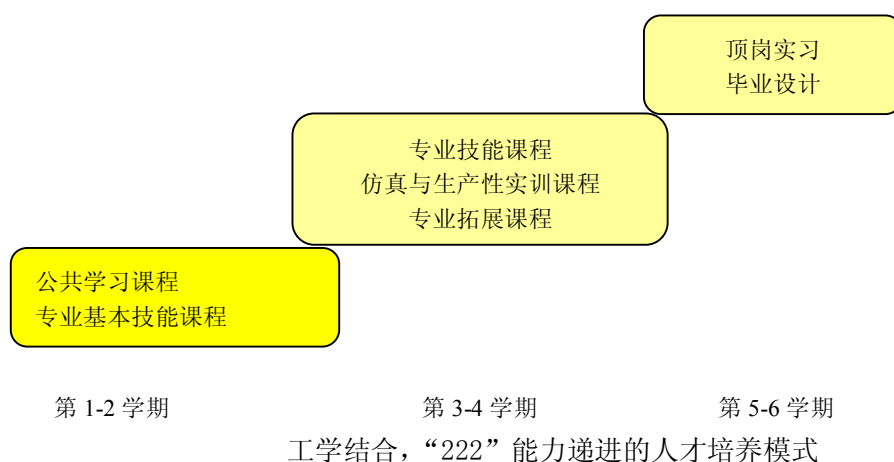 顶岗实习
毕业设计
专业技能课程
仿真与生产性实训课程
专业拓展课程
公共学习课程
专业基本技能课程
第 1-2 学期
第 3-4 学期
第 5-6 学期
工学结合，“222”能力递进的人才培养模式